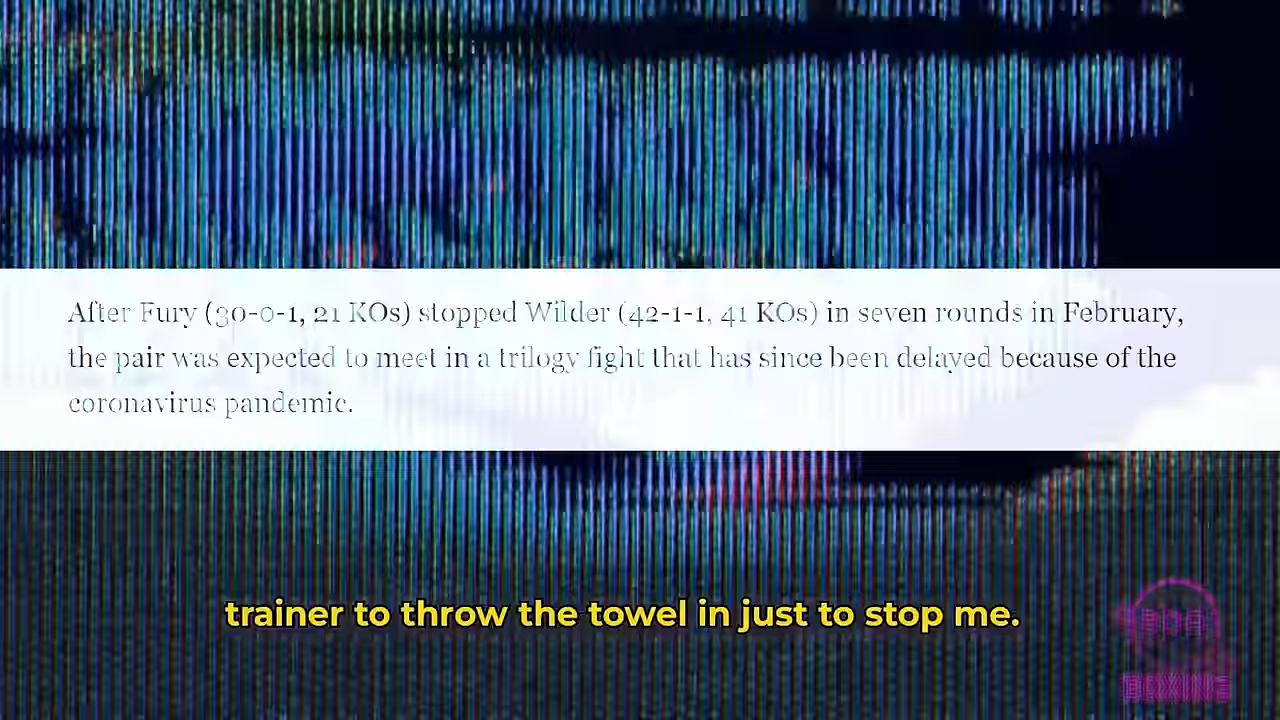 After Fury (30-0-1, 21 KOs) stopped Wilder (42-1-1, 41 KOs) in seven rounds in February,
the pair was expected to meet in a trilogy fight that has since been delayed because of the
coronavirus pandemic.
trainer to throw the towel in just to stop me.
BOXING